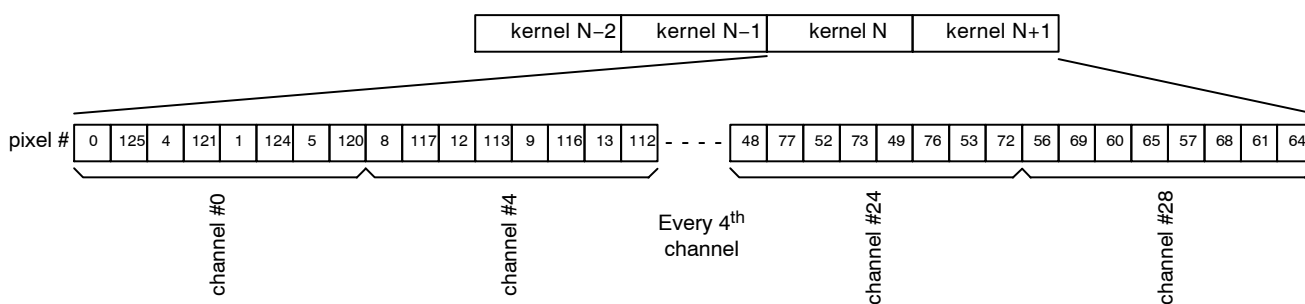 kernel N−2 kernel N−1 kernel N kernel N+1
pixel # 0 125 4 121 1 124 5 120 8 117 12 113 9 116 13 112 - - - - 48 77 52 73 49 76 53 72 56 69 60 65 57 68 61 64
channel #0
channel #4
Every 4th
channel
channel #24
channel #28